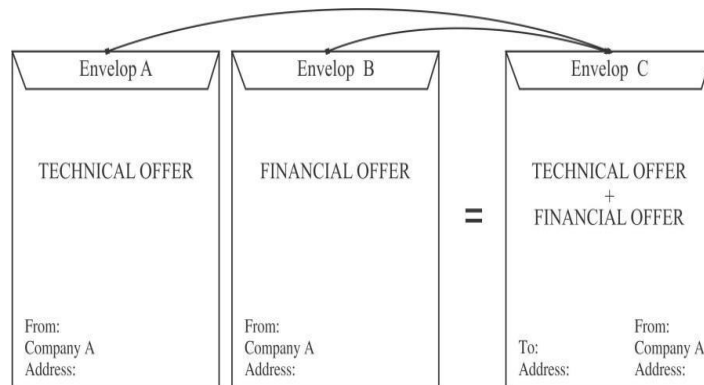 Envelop A
TECHNICAL OFFER
From:
Company A
Address:
Envelop B
FINANCIAL OFFER
From:
Company A
Address:
=
Envelop C
TECHNICAL OFFER
+
FINANCIAL OFFER
To:
Address:
From:
Company A
Address: